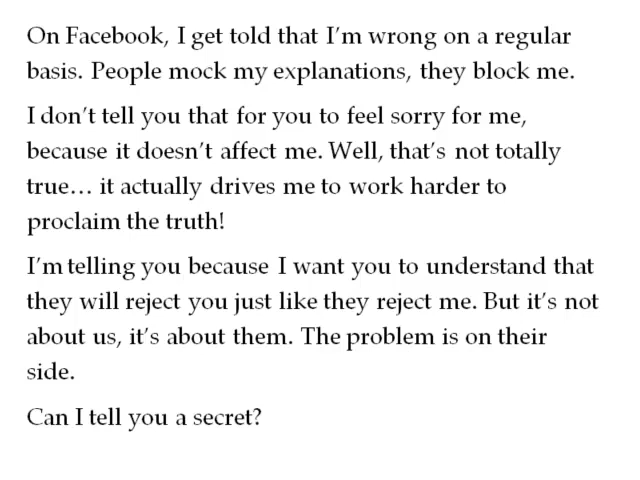 On Facebook, I get told that I’m wrong on a regular
basis. People mock my explanations, they block me.
I don’t tell you that for you to feel sorry for me,
because it doesn’t affect me. Well, that’s not totally
true… it actually drives me to work harder to
proclaim the truth!
I’m telling you because I want you to understand that
they will reject you just like they reject me. But it’s not
about us, it’s about them. The problem is on their
side.
Can I tell you a secret?